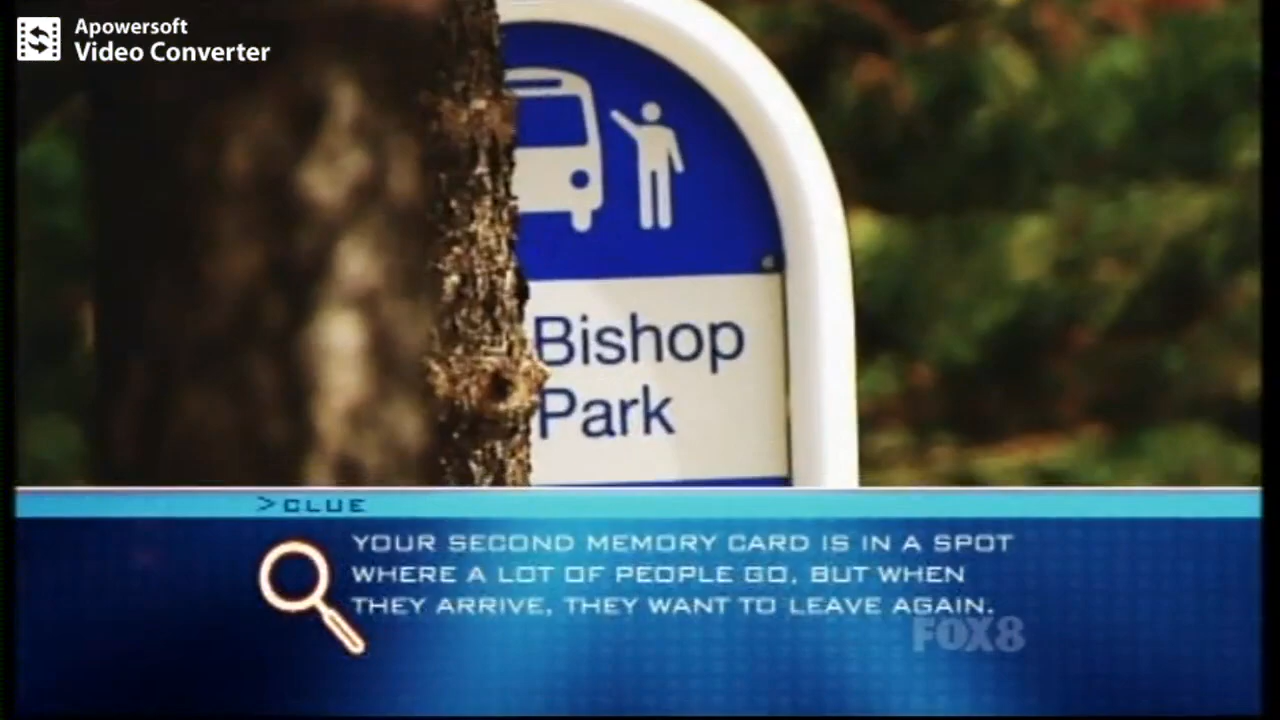 Apowersoft
Video Converter
Bishop
Park
>CLUE
YOUR SECOND MEMORY CARD IS IN A SPOT
WHERE A LOT OF PEOPLE GO, BUT WHEN
THEY ARRIVE, THEY WANT TO LEAVE AGAIN.
FOX8